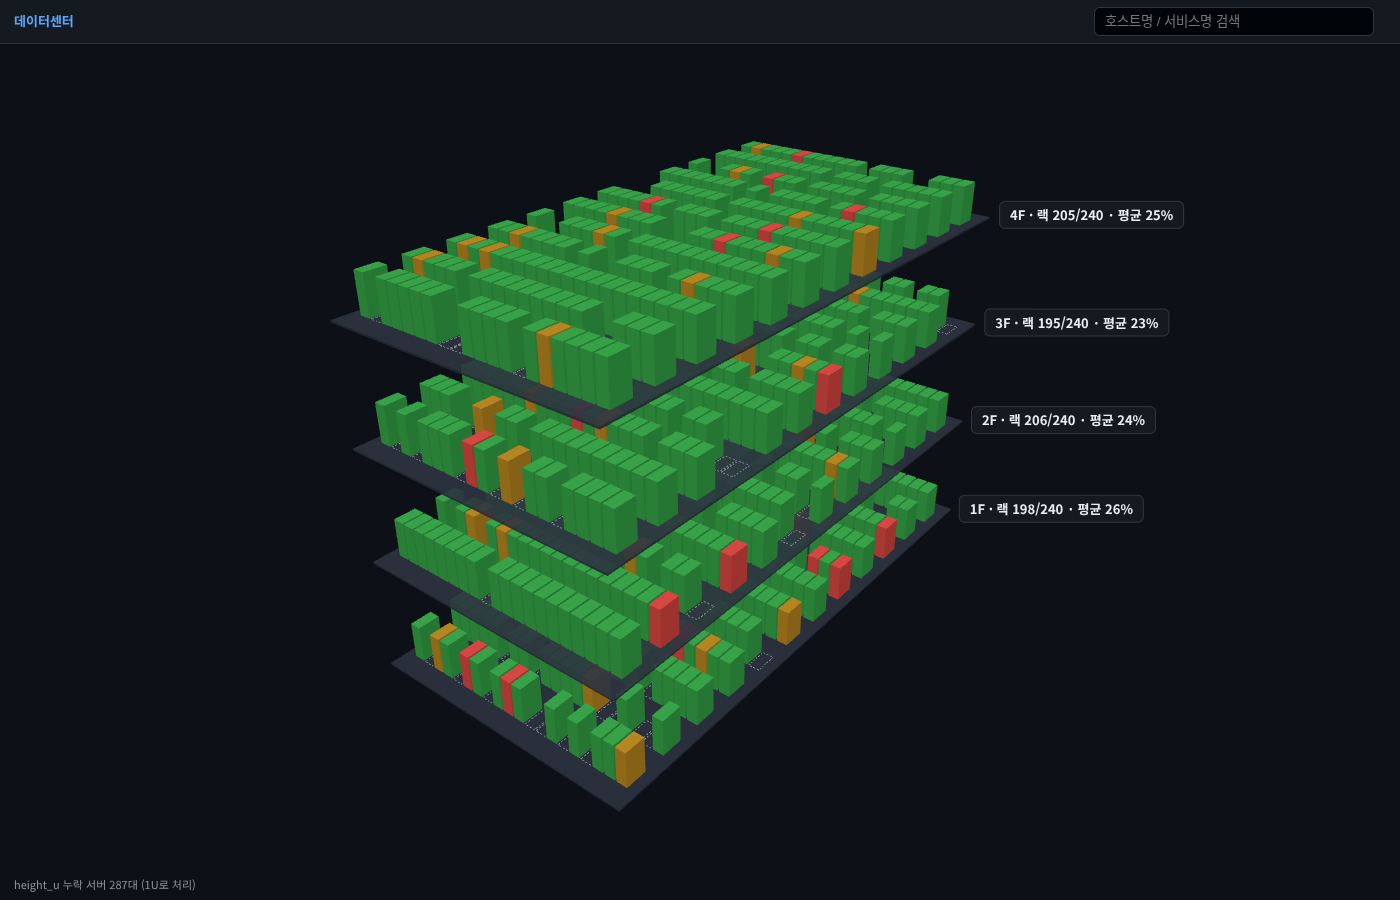 데이터센터
호스트명 / 서비스명 검색
4F · 랙 205/240 · 평균 25%
3F · 랙 195/240 · 평균 23%
2F · 랙 206/240 · 평균 24%
1F · 랙 198/240 · 평균 26%
height_u 누락 서버 287대 (1U로 처리)